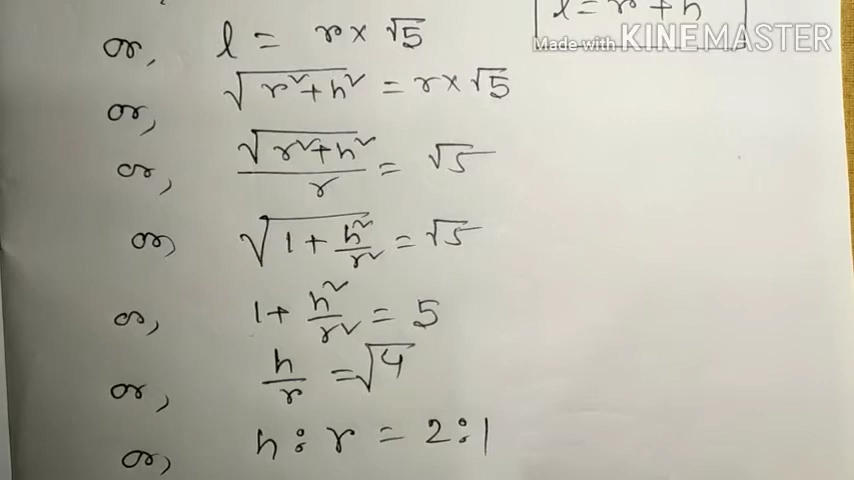 l = r² + h
Made with KINEMASTER
or, l = r × √5
or, √(r² + h²) = r × √5
or, √(r² + h²) / r = √5
or, √(1 + h²/r²) = √5
or, 1 + h²/r² = 5
or, h/r = √4
or, h : r = 2 : 1